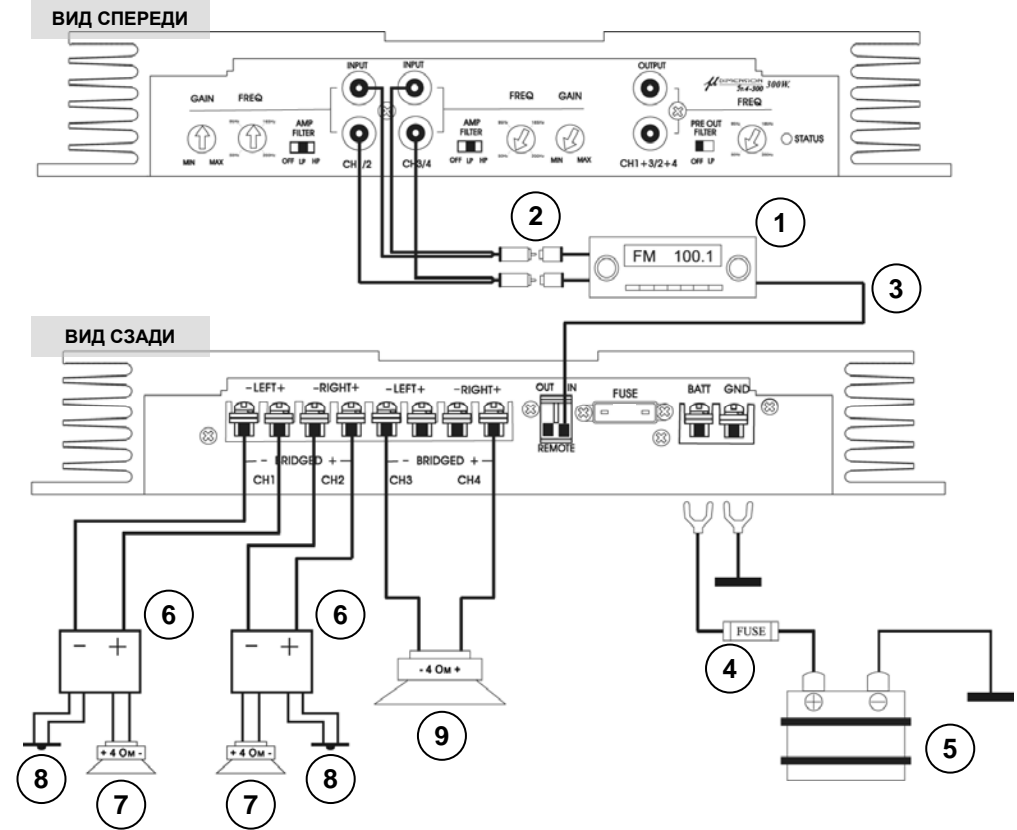 ВИД СПЕРЕДИ
INPUT INPUT OUTPUT
300W.
GAIN FREQ FREQ GAIN FREQ
AMP FILTER AMP FILTER PRE OUT FILTER
STATUS
MIN MAX OFF LP HP OFF LP HP MIN MAX OFF LP
CH1/2 CH3/4 CH1+3/2+4
2 1
FM 100.1
3
ВИД СЗАДИ
-LEFT+ -RIGHT+ -LEFT+ -RIGHT+ OUT IN FUSE BATT GND
REMOTE
- BRIDGED + - BRIDGED +
CH1 CH2 CH3 CH4
6 6
- + - +
FUSE
4
- 4 Ом +
9
5
+ 4 Ом - + 4 Ом -
8 7 7 8